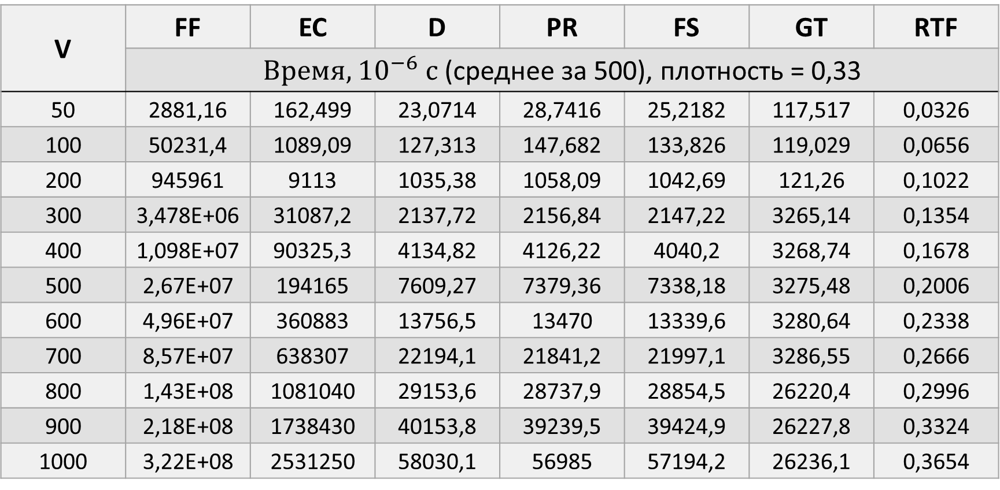 V FF EC D PR FS GT RTF
Время, 10⁻⁶ с (среднее за 500), плотность = 0,33
50 2881,16 162,499 23,0714 28,7416 25,2182 117,517 0,0326
100 50231,4 1089,09 127,313 147,682 133,826 119,029 0,0656
200 945961 9113 1035,38 1058,09 1042,69 121,26 0,1022
300 3,478E+06 31087,2 2137,72 2156,84 2147,22 3265,14 0,1354
400 1,098E+07 90325,3 4134,82 4126,22 4040,2 3268,74 0,1678
500 2,67E+07 194165 7609,27 7379,36 7338,18 3275,48 0,2006
600 4,96E+07 360883 13756,5 13470 13339,6 3280,64 0,2338
700 8,57E+07 638307 22194,1 21841,2 21997,1 3286,55 0,2666
800 1,43E+08 1081040 29153,6 28737,9 28854,5 26220,4 0,2996
900 2,18E+08 1738430 40153,8 39239,5 39424,9 26227,8 0,3324
1000 3,22E+08 2531250 58030,1 56985 57194,2 26236,1 0,3654